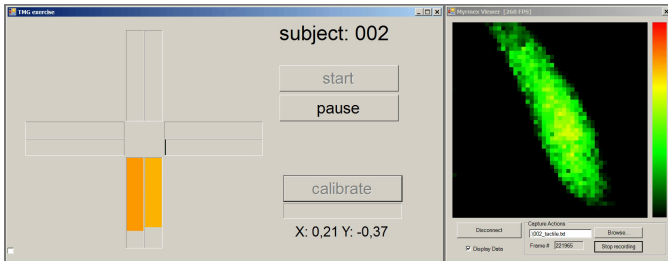 TMG exercise
subject: 002
start
pause
calibrate
X: 0,21 Y: -0,37
Myrmex Viewer [268 FPS]
Disconnect
Display Data
Capture Actions
002_tactile.txt
Browse...
Frame # 221965
Stop recording